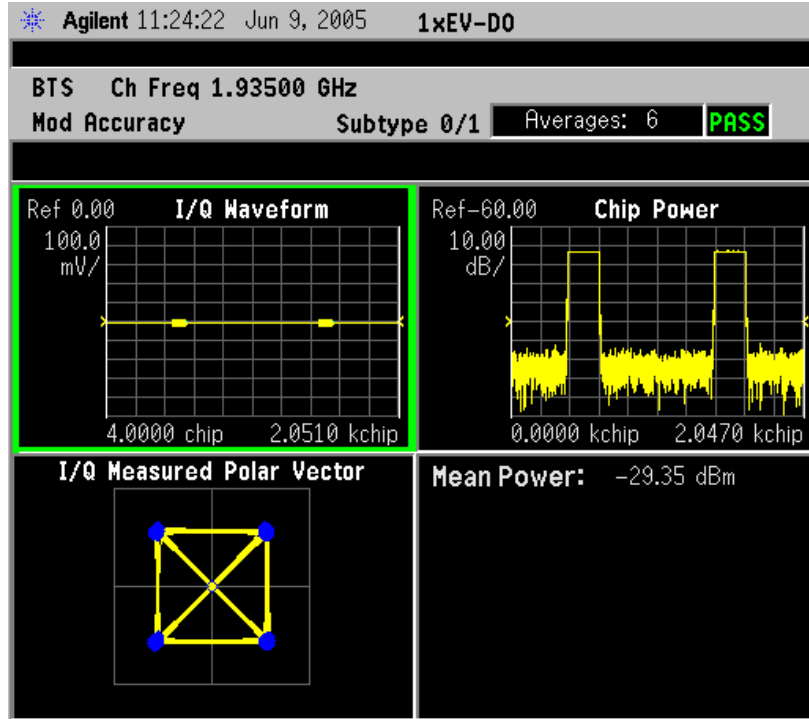 Agilent 11:24:22 Jun 9, 2005 1xEV-DO
BTS Ch Freq 1.93500 GHz
Mod Accuracy Subtype 0/1 Averages: 6 PASS
Ref 0.00 I/Q Waveform
100.0
mV/
4.0000 chip 2.0510 kchip
Ref-60.00 Chip Power
10.00
dB/
0.0000 kchip 2.0470 kchip
I/Q Measured Polar Vector
Mean Power: -29.35 dBm